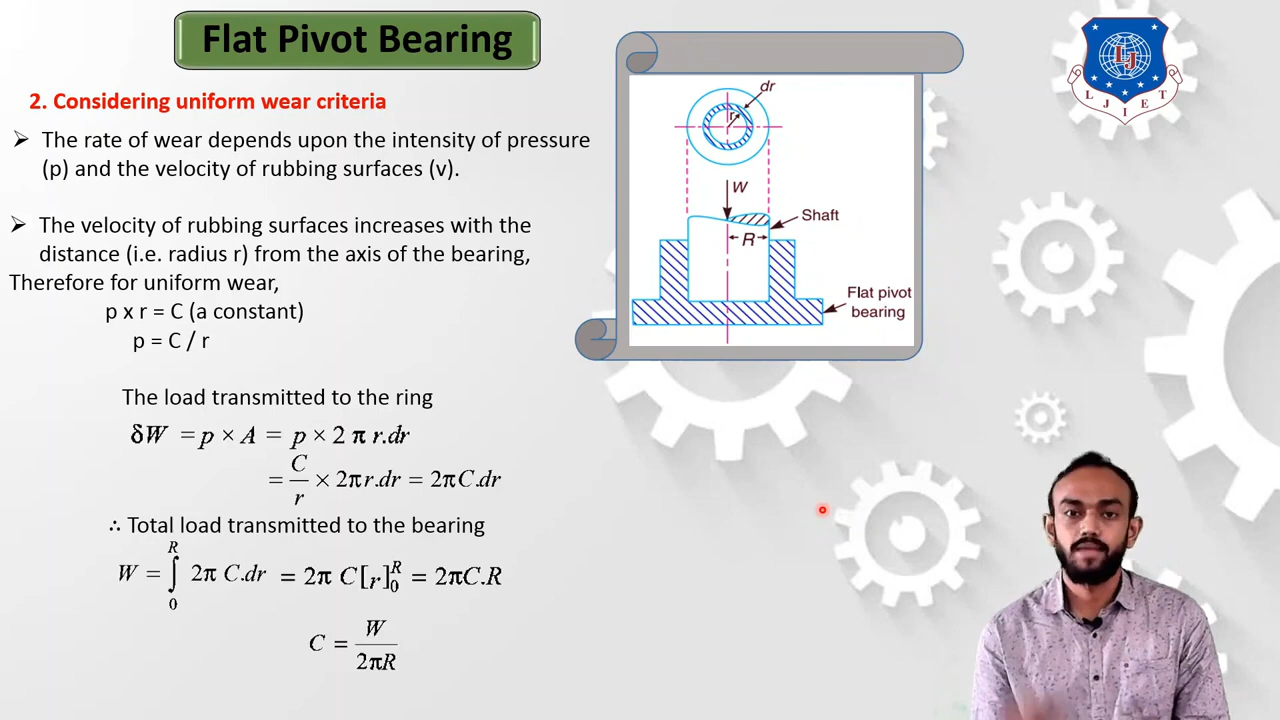 Flat Pivot Bearing
2. Considering uniform wear criteria
➢ The rate of wear depends upon the intensity of pressure
(p) and the velocity of rubbing surfaces (v).
➢ The velocity of rubbing surfaces increases with the
distance (i.e. radius r) from the axis of the bearing,
Therefore for uniform wear,
p x r = C (a constant)
p = C / r
The load transmitted to the ring
δW = p × A = p × 2 π r.dr
= C/r × 2π r.dr = 2π C.dr
∴ Total load transmitted to the bearing
W = ∫₀ᴿ 2π C.dr = 2π C[r]₀ᴿ = 2πC.R
C = W/2πR
dr
r
W
Shaft
R
Flat pivot
bearing
LJ
L J I E T